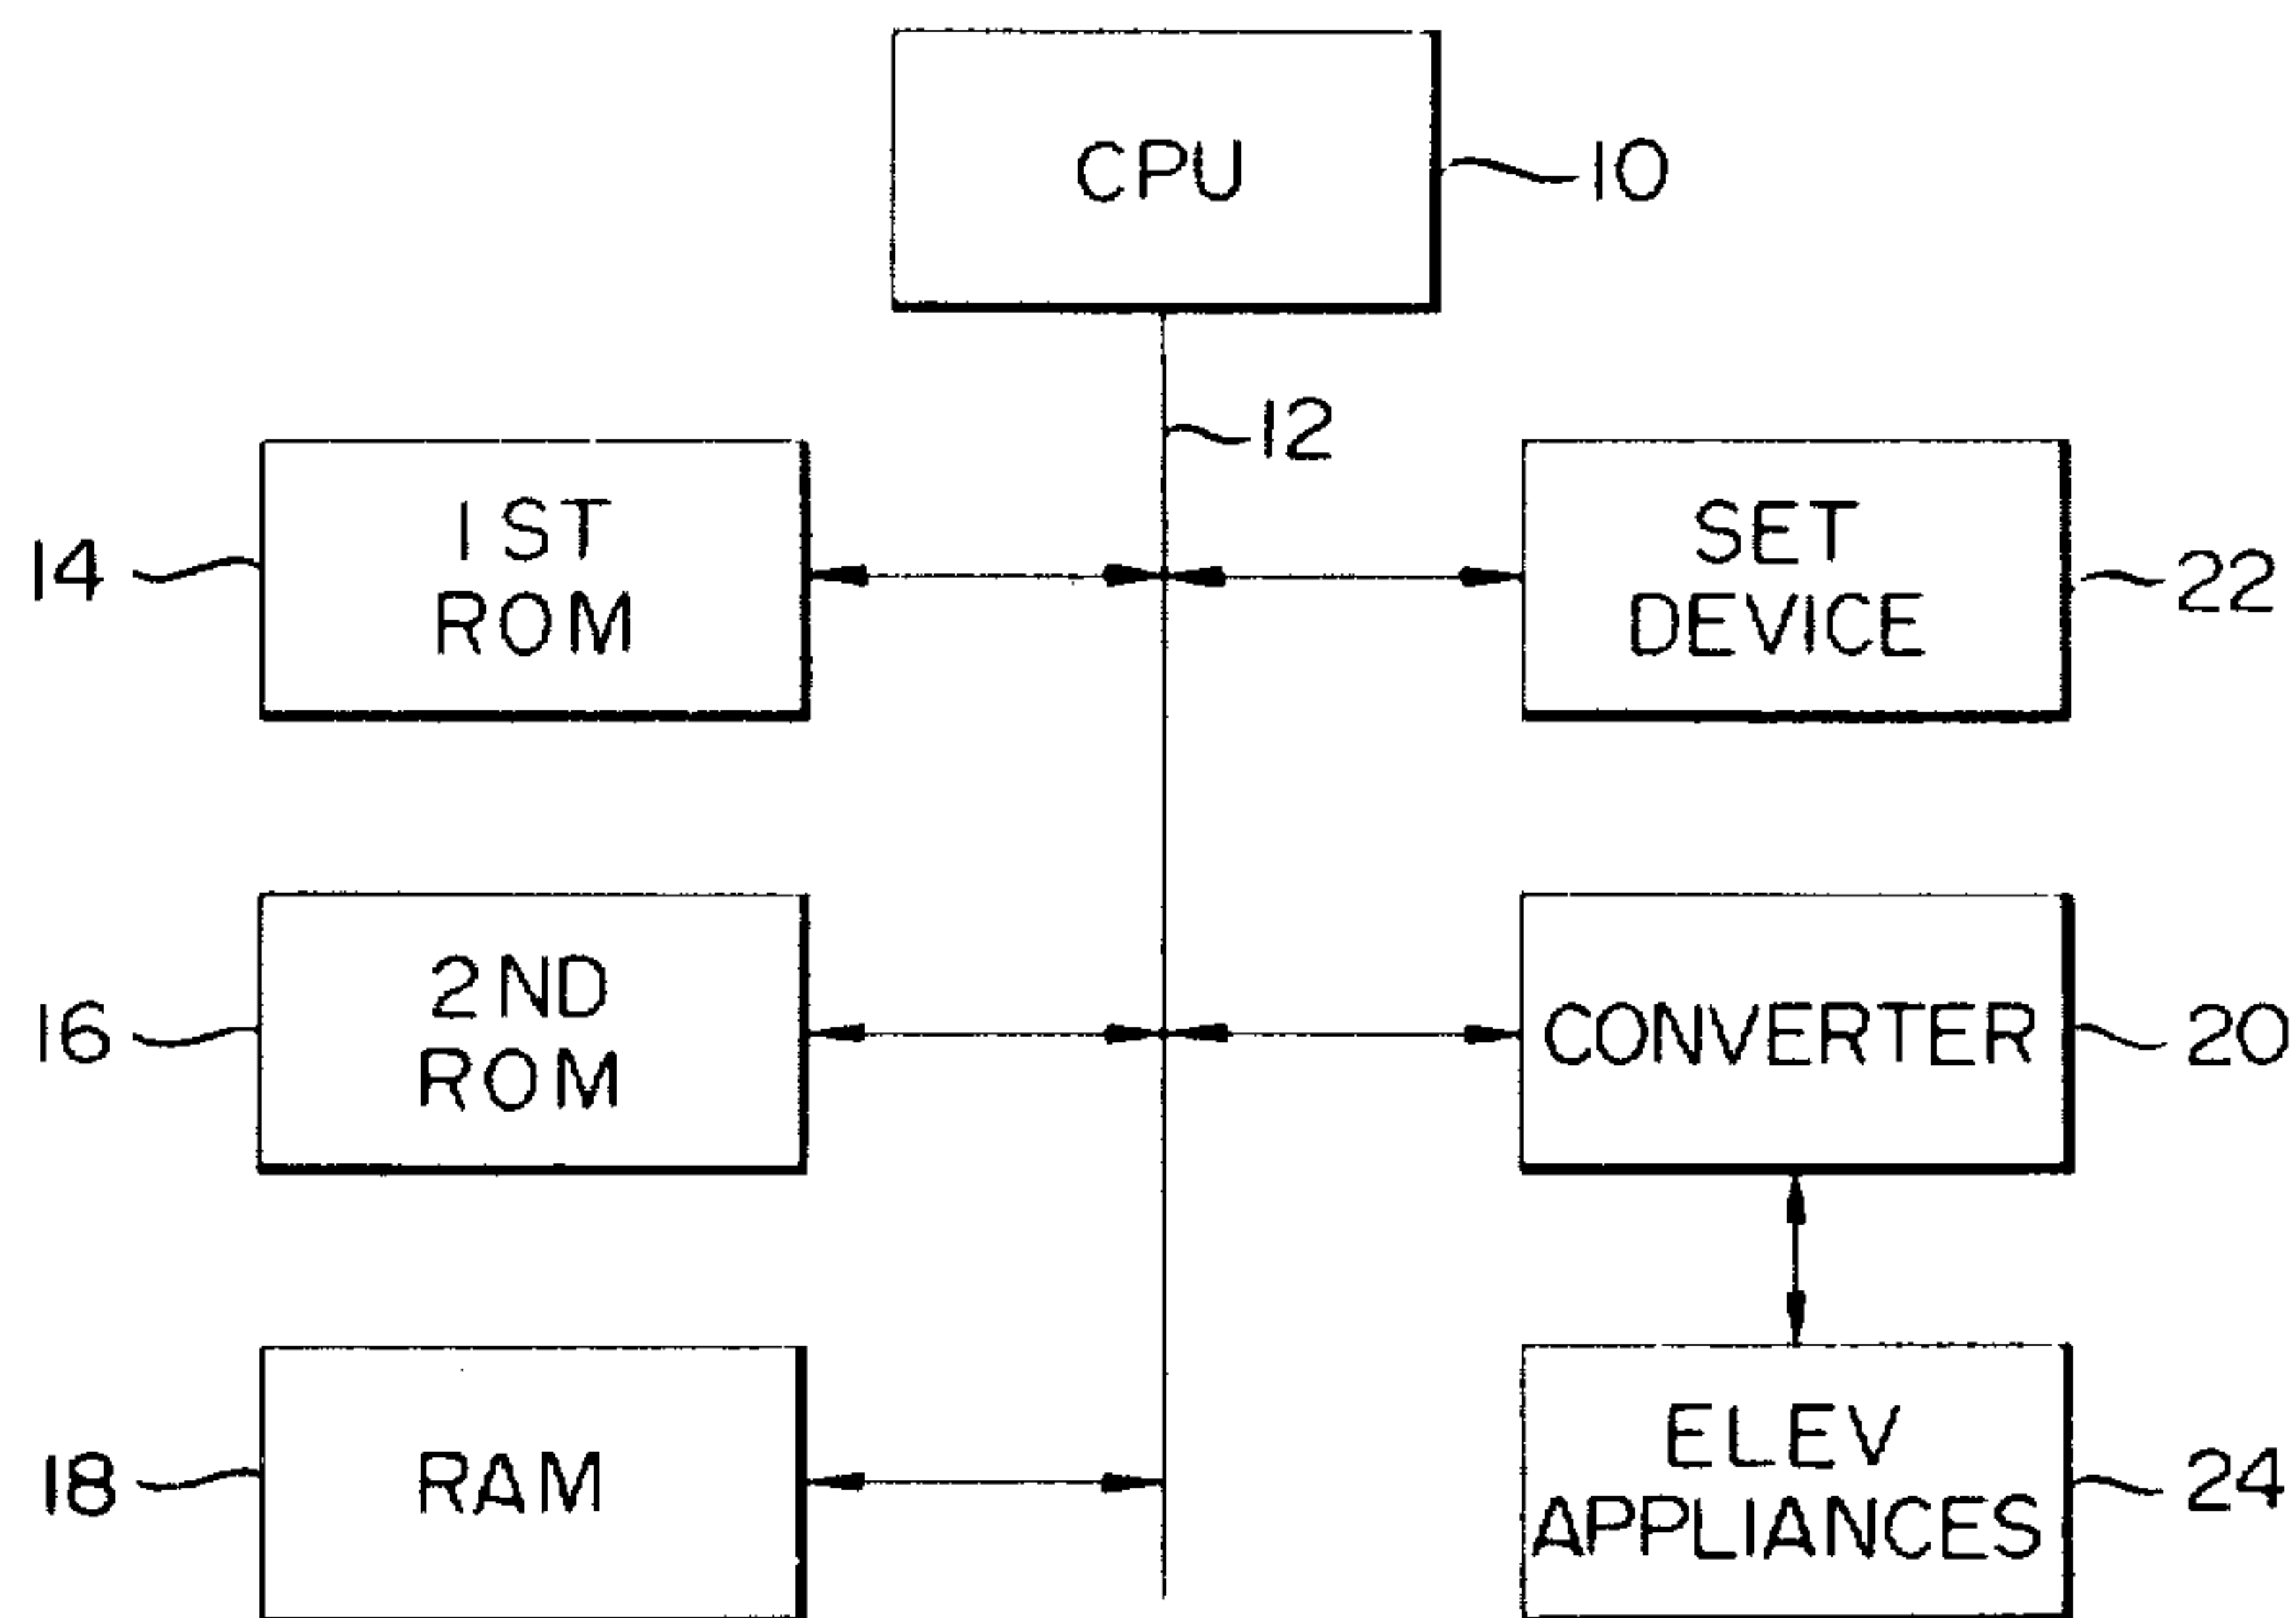 CPU
10
12
14
1ST
ROM
SET
DEVICE
22
16
2ND
ROM
CONVERTER
20
18
RAM
ELEV
APPLIANCES
24